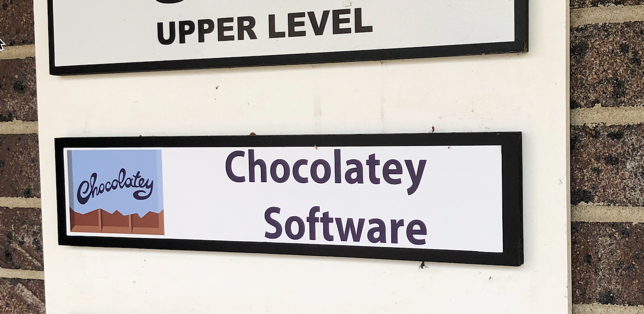 UPPER LEVEL
Chocolatey
Chocolatey
Software